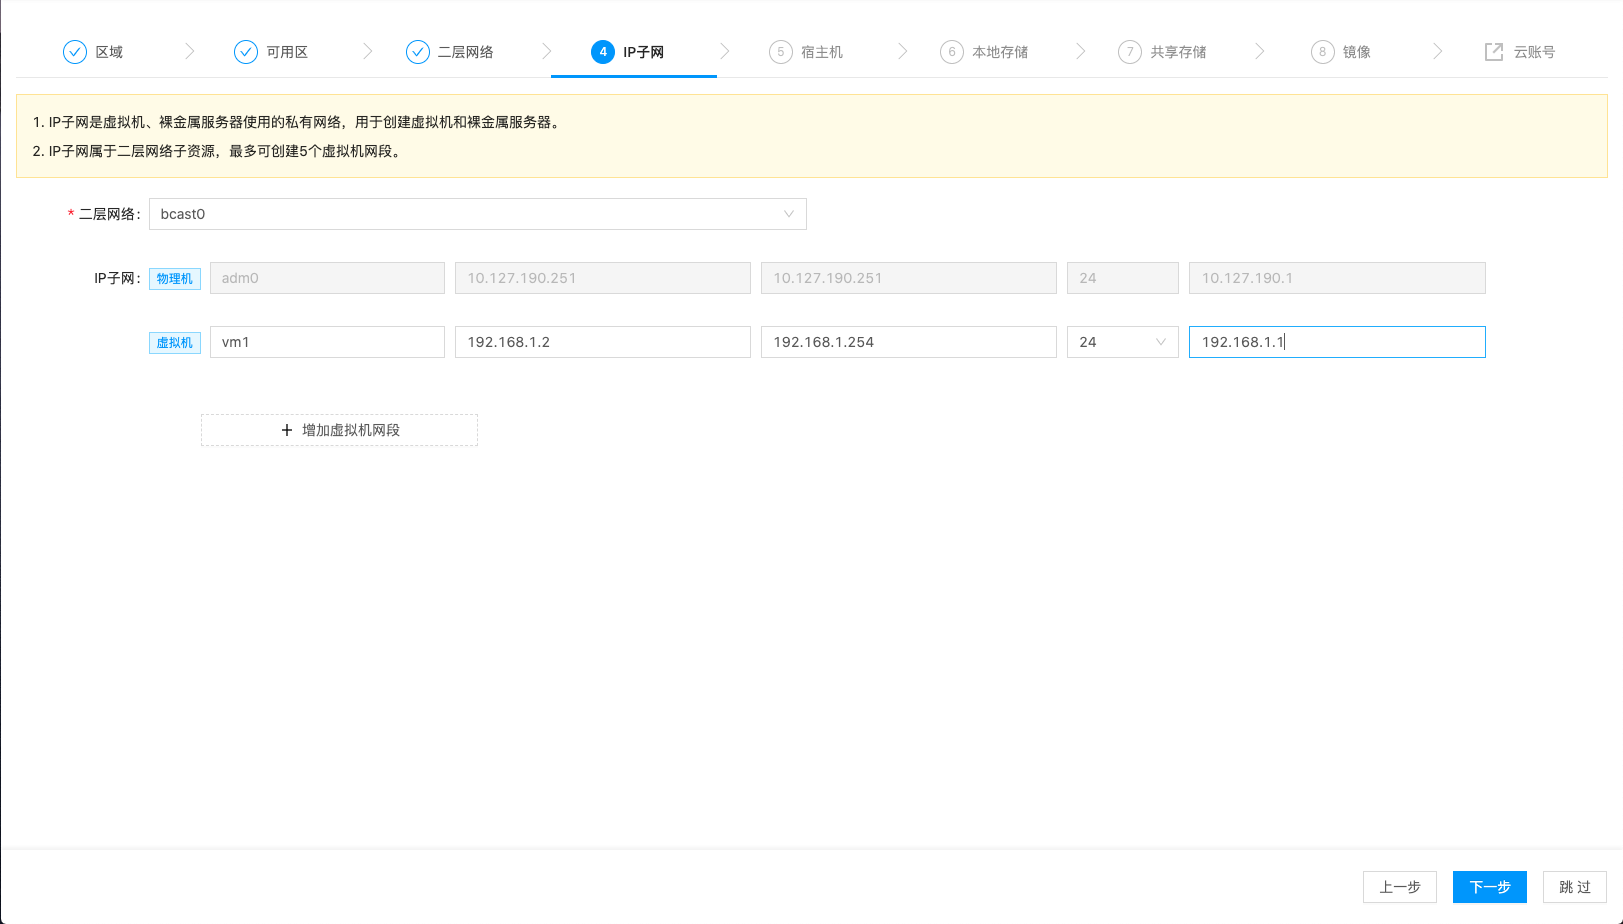 区域 可用区 二层网络 4 IP子网 5 宿主机 6 本地存储 7 共享存储 8 镜像 云账号
1. IP子网是虚拟机、裸金属服务器使用的私有网络，用于创建虚拟机和裸金属服务器。
2. IP子网属于二层网络子资源，最多可创建5个虚拟机网段。
* 二层网络： bcast0
IP子网： 物理机 adm0 10.127.190.251 10.127.190.251 24 10.127.190.1
虚拟机 vm1 192.168.1.2 192.168.1.254 24 192.168.1.1
+ 增加虚拟机网段
上一步 下一步 跳 过